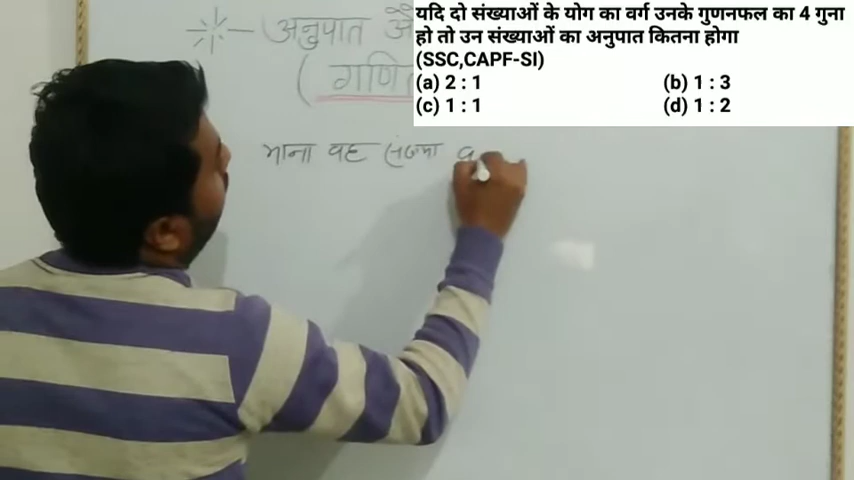 यदि दो संख्याओं के योग का वर्ग उनके गुणनफल का 4 गुना
हो तो उन संख्याओं का अनुपात कितना होगा
(SSC,CAPF-SI)
(a) 2 : 1 (b) 1 : 3
(c) 1 : 1 (d) 1 : 2
अनुपात औ
( गणि
माना वह संख्या a